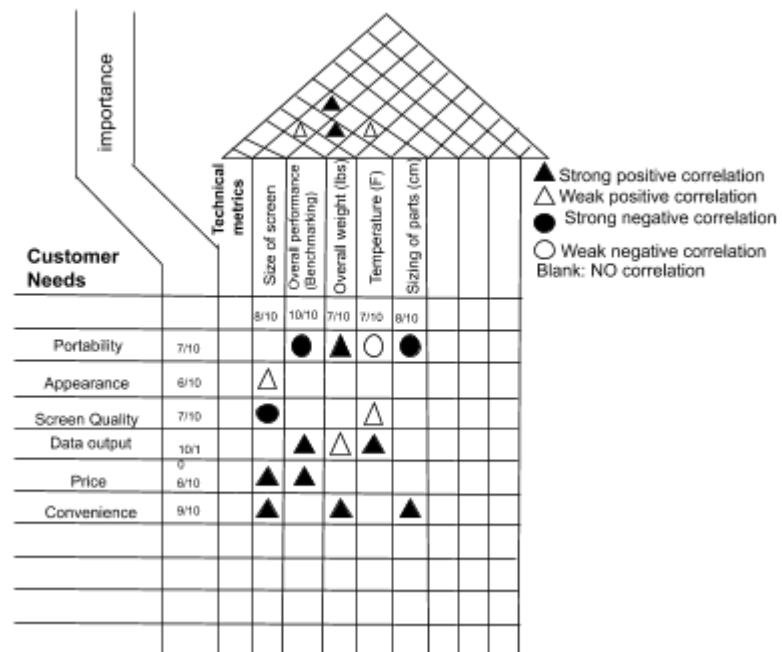 importance
Technical
metrics
Size of screen
Overall performance
(Benchmarking)
Overall weight (lbs)
Temperature (F)
Sizing of parts (cm)
Strong positive correlation
Weak positive correlation
Strong negative correlation
Weak negative correlation
Blank: NO correlation
Customer
Needs
8/10 10/10 7/10 7/10 8/10
Portability 7/10
Appearance 6/10
Screen Quality 7/10
Data output 10/1
0
Price 6/10
Convenience 9/10